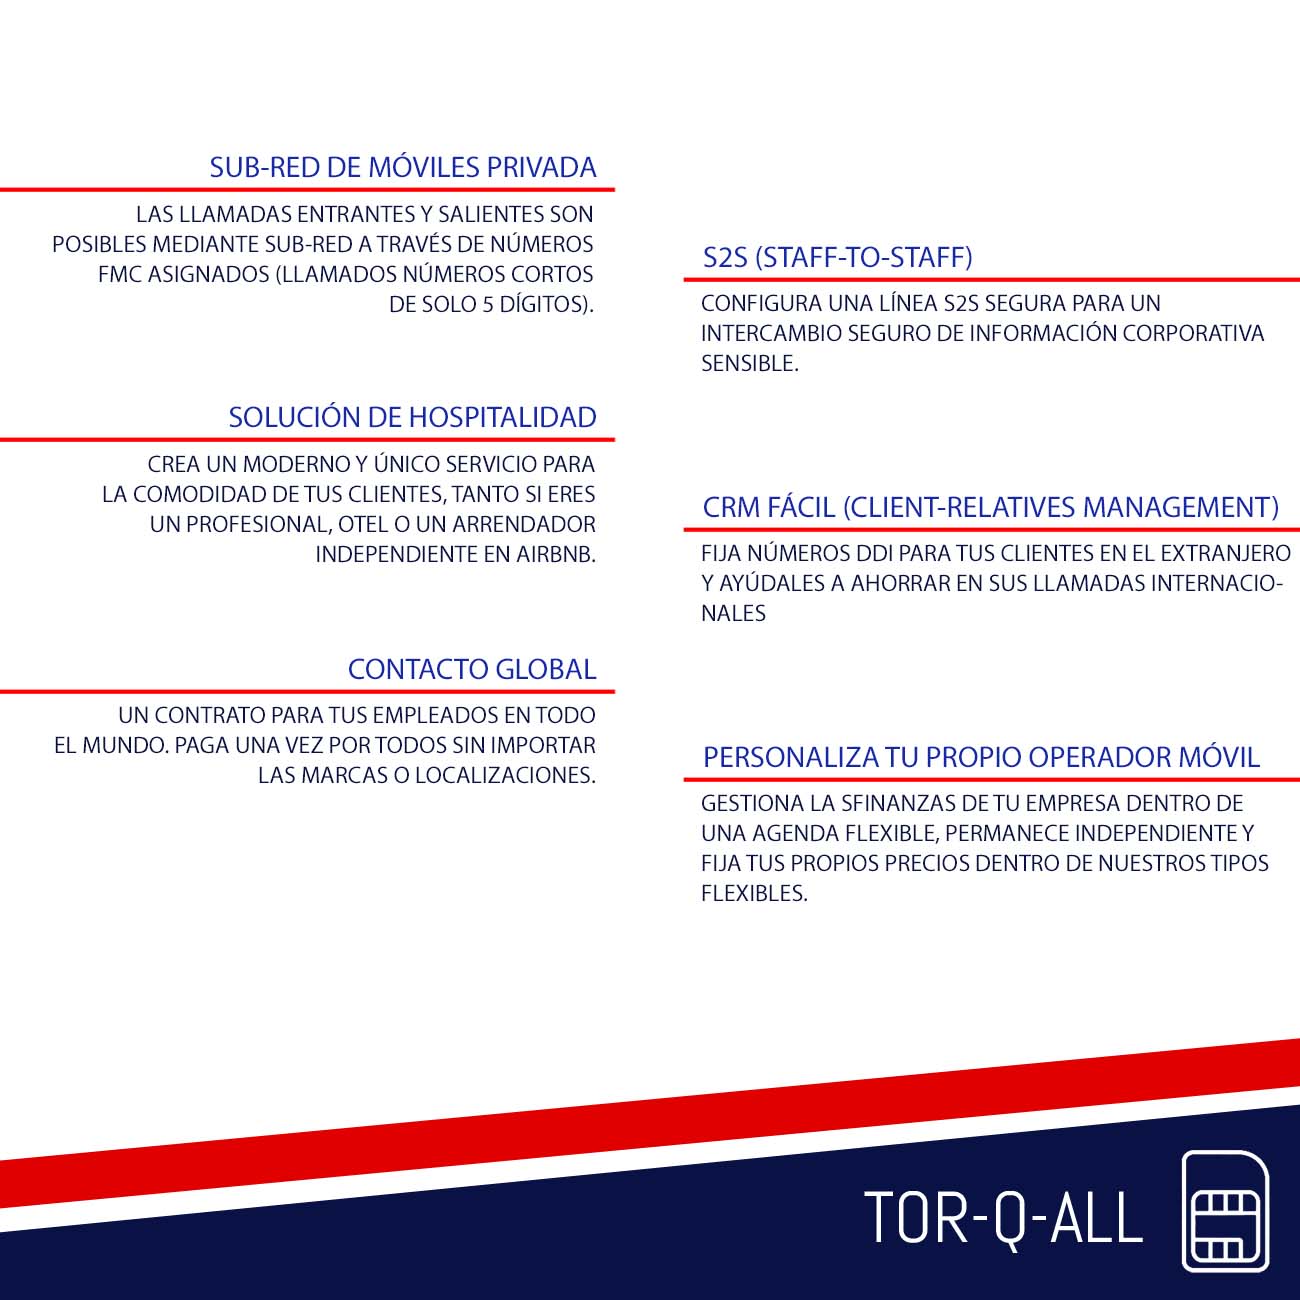 SUB-RED DE MÓVILES PRIVADA
LAS LLAMADAS ENTRANTES Y SALIENTES SON
POSIBLES MEDIANTE SUB-RED A TRAVÉS DE NÚMEROS
FMC ASIGNADOS (LLAMADOS NÚMEROS CORTOS
DE SOLO 5 DÍGITOS).
SOLUCIÓN DE HOSPITALIDAD
CREA UN MODERNO Y ÚNICO SERVICIO PARA
LA COMODIDAD DE TUS CLIENTES, TANTO SI ERES
UN PROFESIONAL, OTEL O UN ARRENDADOR
INDEPENDIENTE EN AIRBNB.
CONTACTO GLOBAL
UN CONTRATO PARA TUS EMPLEADOS EN TODO
EL MUNDO. PAGA UNA VEZ POR TODOS SIN IMPORTAR
LAS MARCAS O LOCALIZACIONES.
S2S (STAFF-TO-STAFF)
CONFIGURA UNA LÍNEA S2S SEGURA PARA UN
INTERCAMBIO SEGURO DE INFORMACIÓN CORPORATIVA
SENSIBLE.
CRM FÁCIL (CLIENT-RELATIVES MANAGEMENT)
FIJA NÚMEROS DDI PARA TUS CLIENTES EN EL EXTRANJERO
Y AYÚDALES A AHORRAR EN SUS LLAMADAS INTERNACIO-
NALES
PERSONALIZA TU PROPIO OPERADOR MÓVIL
GESTIONA LA SFINANZAS DE TU EMPRESA DENTRO DE
UNA AGENDA FLEXIBLE, PERMANECE INDEPENDIENTE Y
FIJA TUS PROPIOS PRECIOS DENTRO DE NUESTROS TIPOS
FLEXIBLES.
TOR-Q-ALL